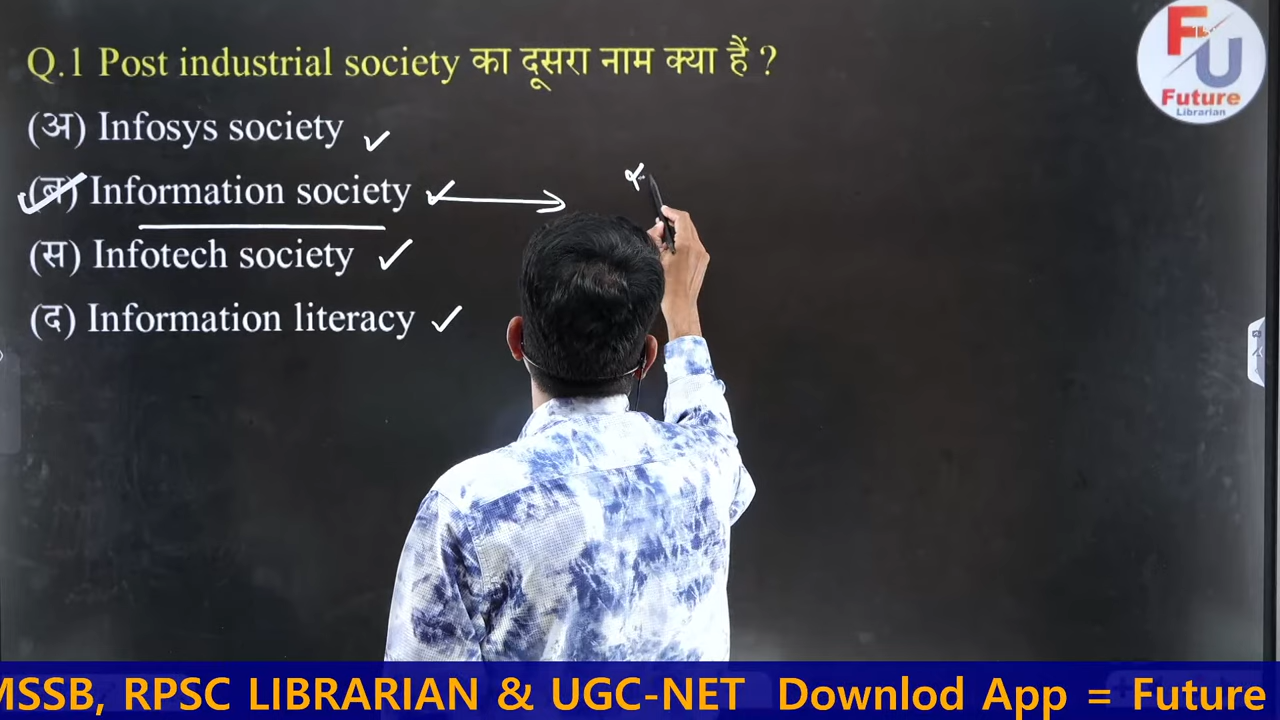 Q.1 Post industrial society का दूसरा नाम क्या हैं ?
(अ) Infosys society
(ब) Information society
(स) Infotech society
(द) Information literacy
FU
Future
Librarian
MSSB, RPSC LIBRARIAN & UGC-NET Downlod App = Future